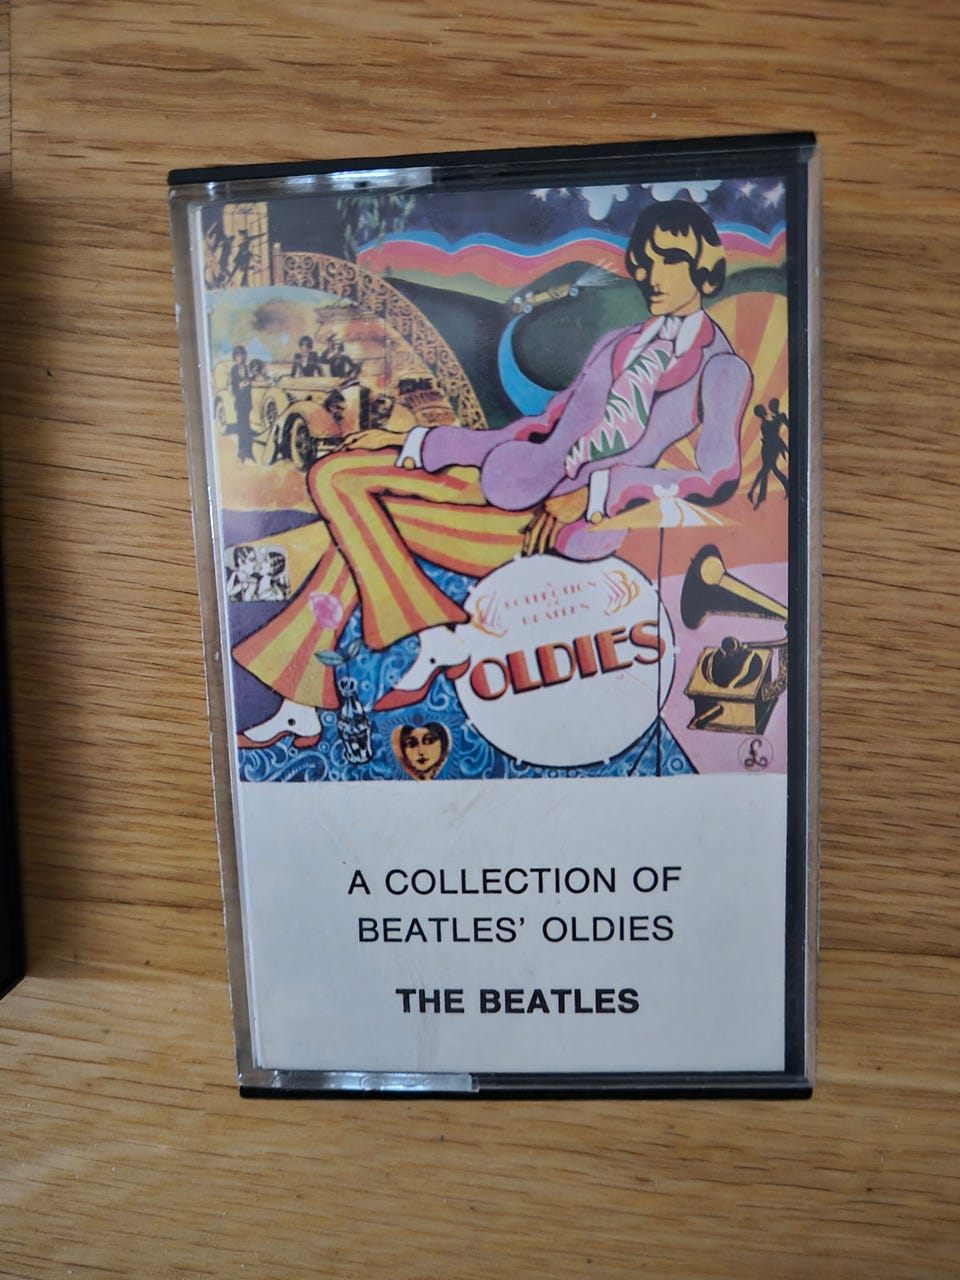 A
COLLECTION
OF
BEATLES
OLDIES
£
A COLLECTION OF
BEATLES' OLDIES
THE BEATLES